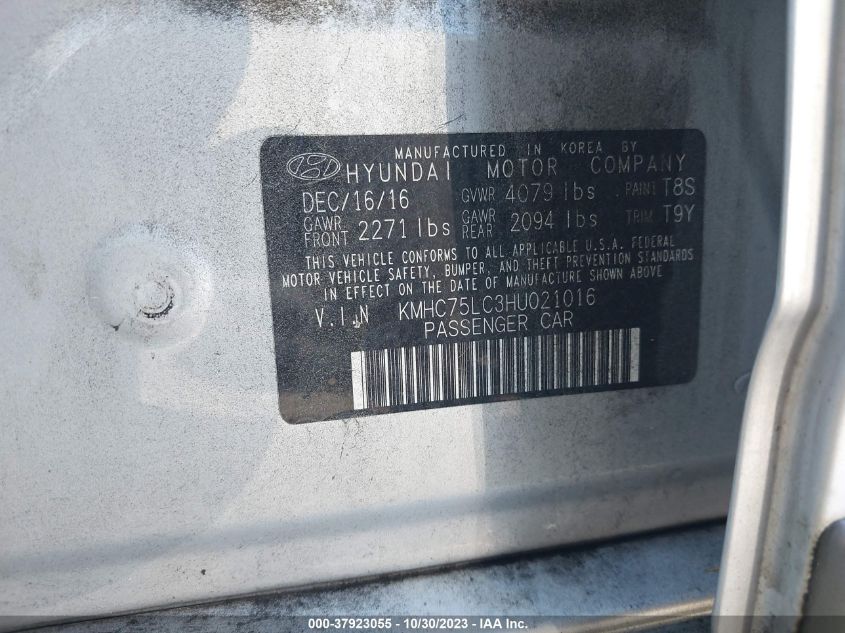 MANUFACTURED IN KOREA BY
HYUNDAI MOTOR COMPANY
DEC/16/16 GVWR 4079 lbs PAINT T8S
GAWR FRONT 2271 lbs GAWR REAR 2094 lbs TRIM T9Y
THIS VEHICLE CONFORMS TO ALL APPLICABLE U.S.A. FEDERAL
MOTOR VEHICLE SAFETY, BUMPER, AND THEFT PREVENTION STANDARDS
IN EFFECT ON THE DATE OF MANUFACTURE SHOWN ABOVE
V.I.N KMHC75LC3HU021016
PASSENGER CAR
000-37923055 - 10/30/2023 - IAA Inc.